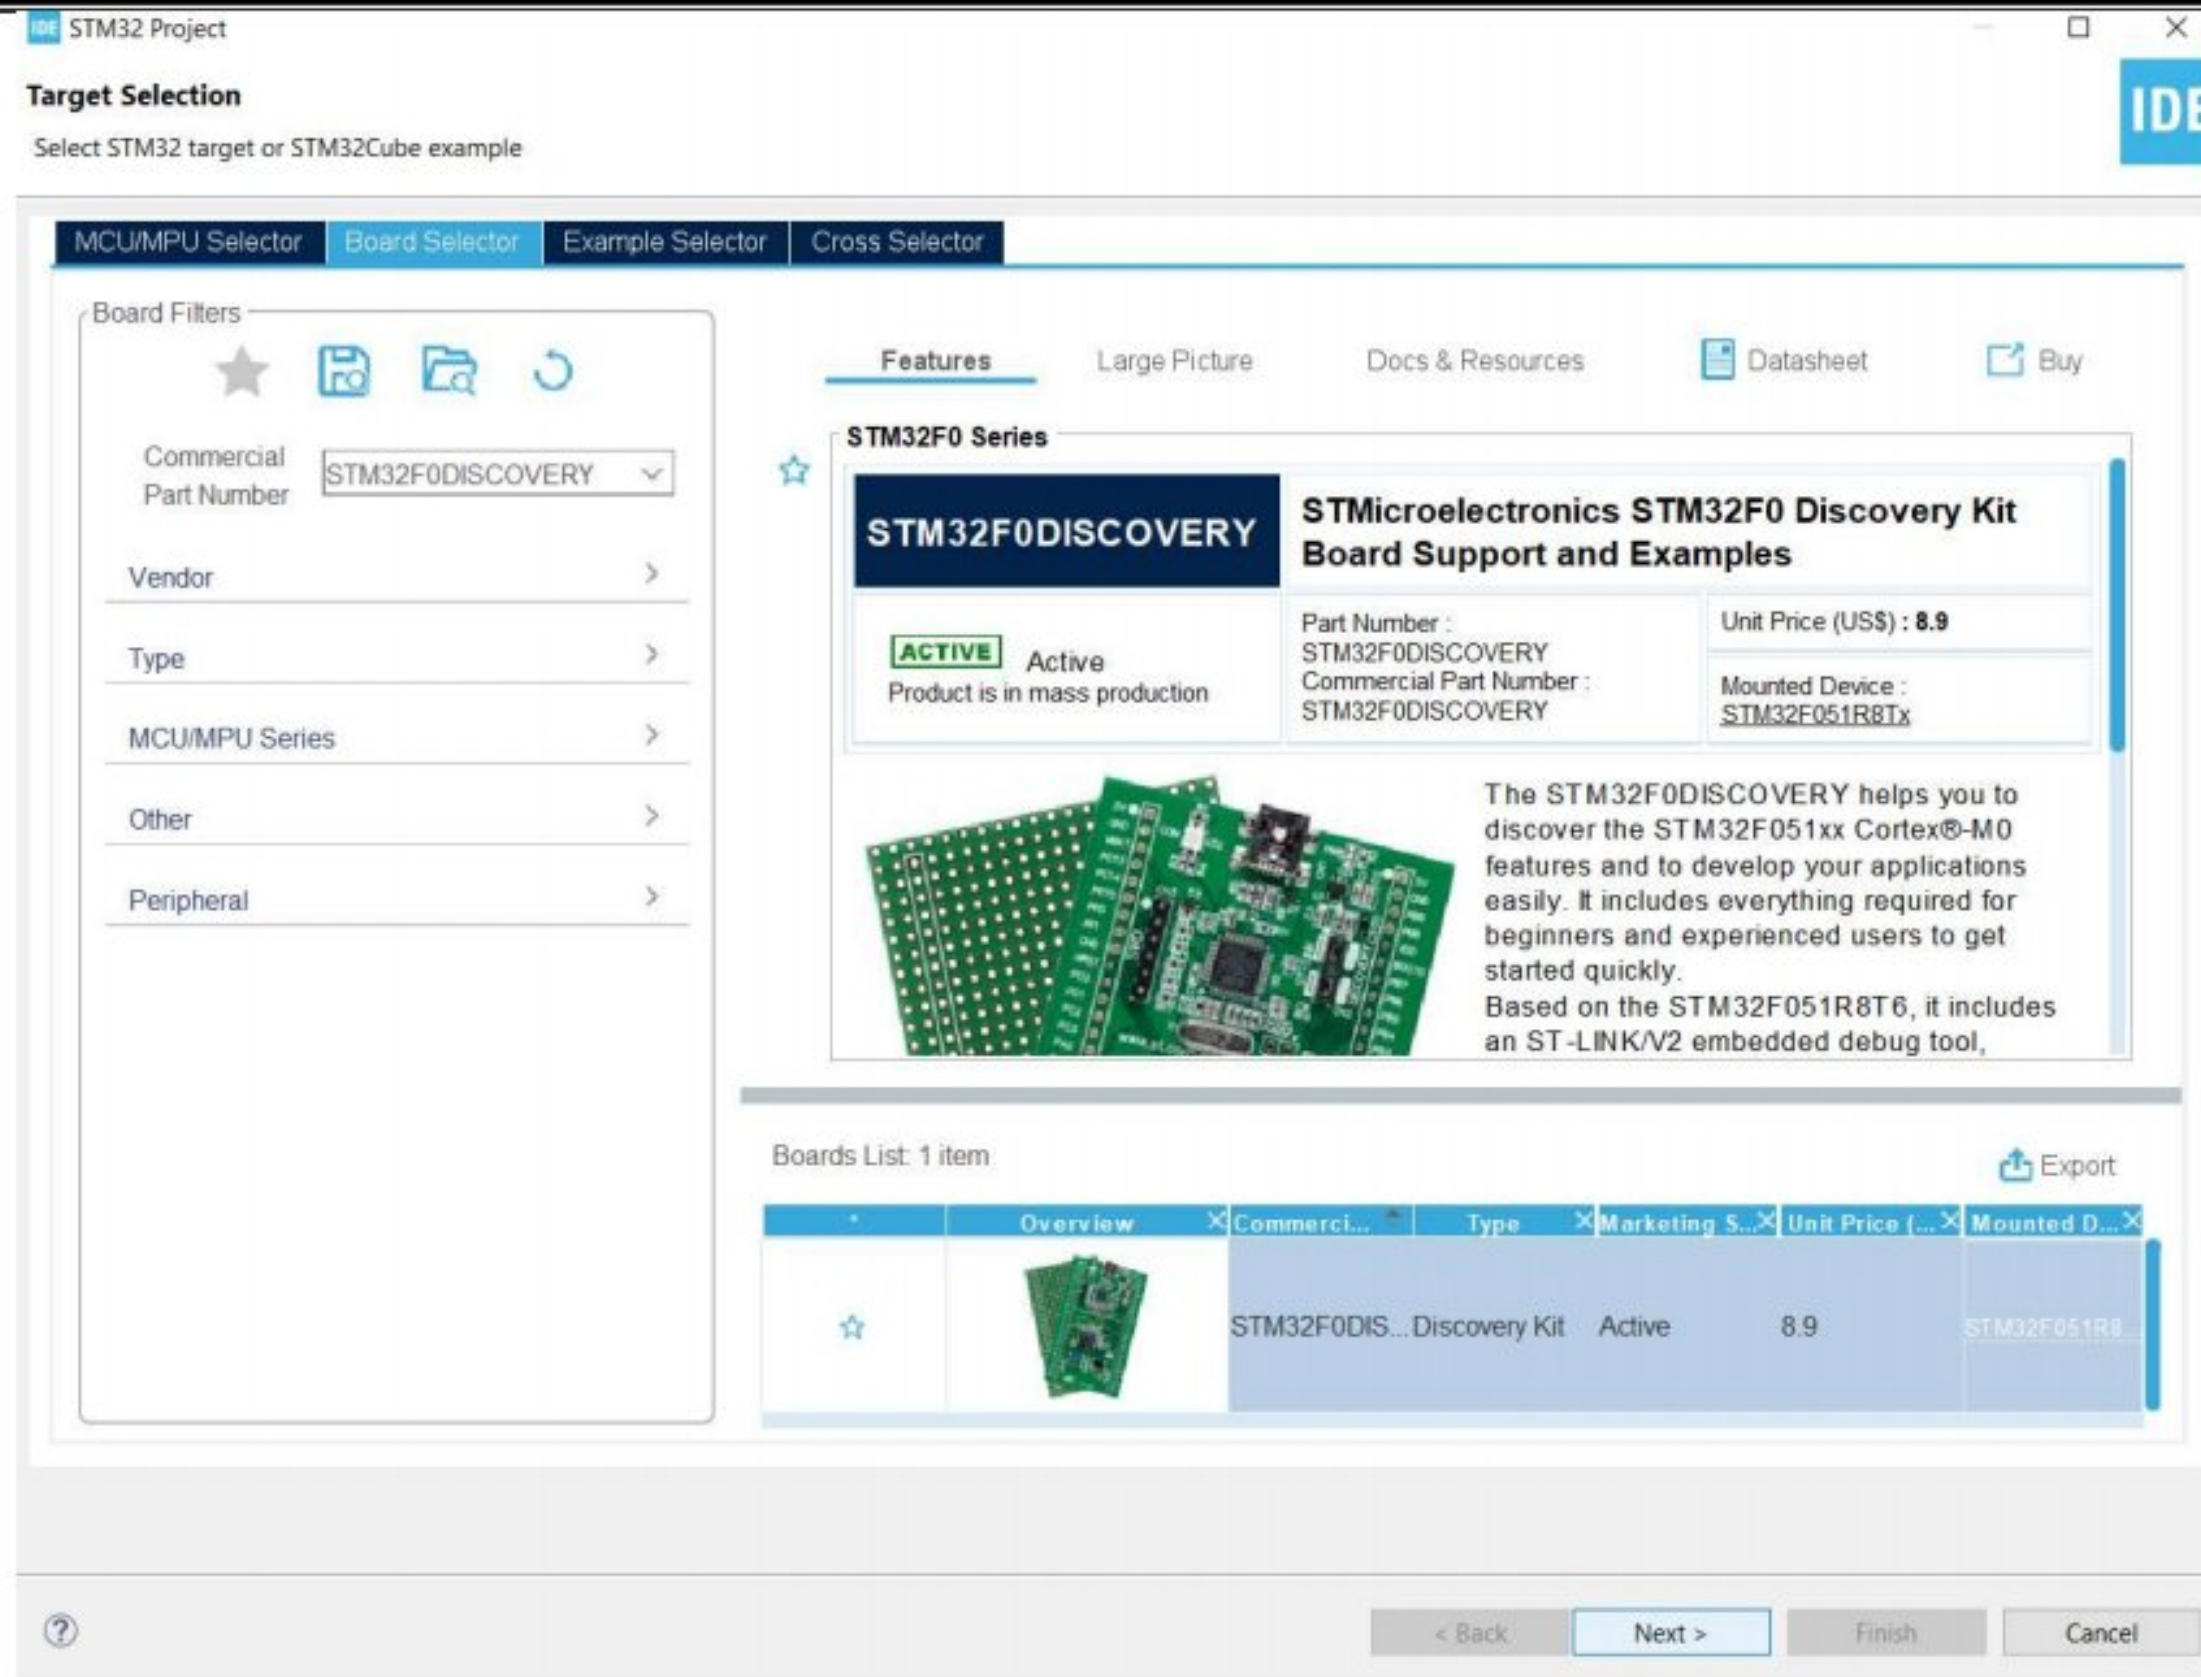 IDE STM32 Project
Target Selection
Select STM32 target or STM32Cube example
IDE
MCU/MPU Selector
Board Selector
Example Selector
Cross Selector
Board Filters
Commercial
Part Number
STM32F0DISCOVERY
Vendor
Type
MCU/MPU Series
Other
Peripheral
Features
Large Picture
Docs & Resources
Datasheet
Buy
STM32F0 Series
STM32F0DISCOVERY
STMicroelectronics STM32F0 Discovery Kit
Board Support and Examples
ACTIVE Active
Product is in mass production
Part Number :
STM32F0DISCOVERY
Commercial Part Number :
STM32F0DISCOVERY
Unit Price (US$) : 8.9
Mounted Device :
STM32F051R8Tx
The STM32F0DISCOVERY helps you to
discover the STM32F051xx Cortex®-M0
features and to develop your applications
easily. It includes everything required for
beginners and experienced users to get
started quickly.
Based on the STM32F051R8T6, it includes
an ST-LINK/V2 embedded debug tool,
Boards List: 1 item
Export
* Overview Commerci... Type Marketing S... Unit Price (... Mounted D...
STM32F0DIS... Discovery Kit Active 8.9 STM32F051R8...
< Back
Next >
Finish
Cancel